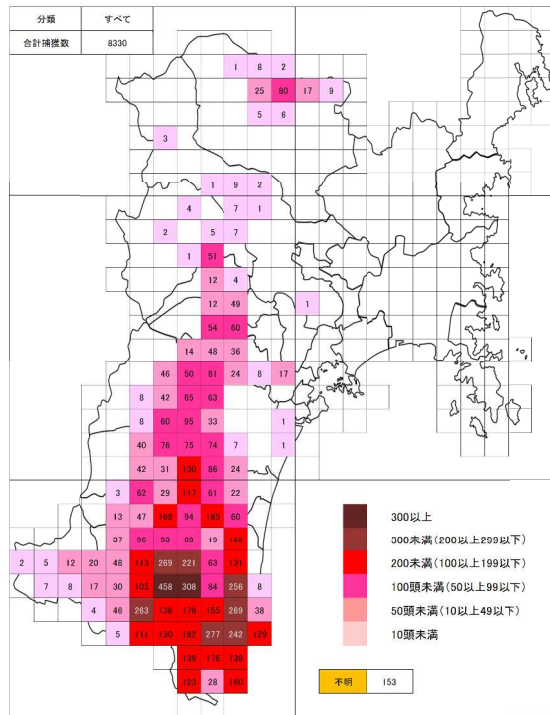 分類 すべて
合計捕獲数 8330
1 8 2
25 80 17 9
5 6
3
1 9 2
4 7 1
2 5 7
1 51
12 4
12 49 1
54 60
14 48 36
46 50 81 24 8 17
8 42 65 63
8 60 95 33 1
40 76 75 74 7 1
42 31 130 86 24
3 62 29 117 61 22
13 47 168 94 185 60
19
2 5 12 20 48 113 269 221 63 131
7 8 17 30 105 458 308 84 256 8
4 46 263 176 155 269 38
5 111 130 182 277 242 129
139 176 138
123 28 160
300以上
300未満(200以上299以下)
200未満(100以上199以下)
100頭未満(50以上99以下)
50頭未満(10以上49以下)
10頭未満
不明 153